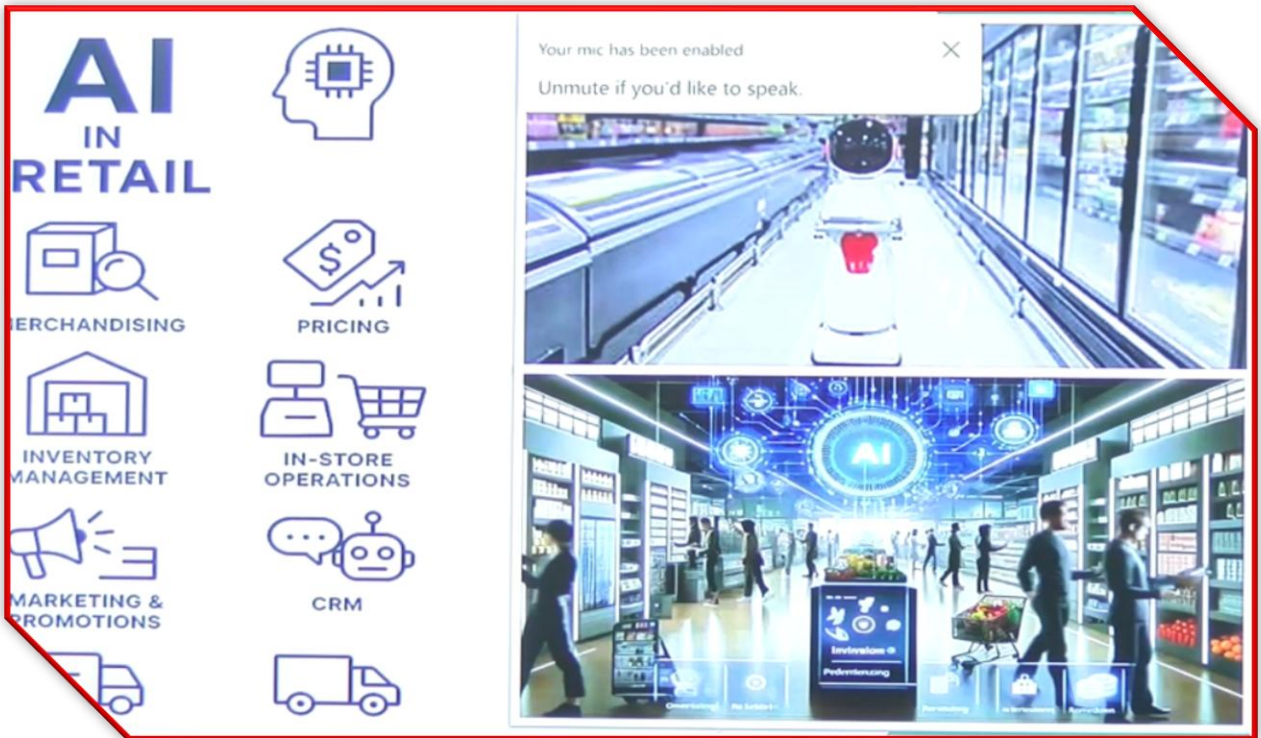 AI
IN
RETAIL
ERCHANDISING
PRICING
INVENTORY
MANAGEMENT
IN-STORE
OPERATIONS
MARKETING &
PROMOTIONS
CRM
Your mic has been enabled
Unmute if you'd like to speak.
AI